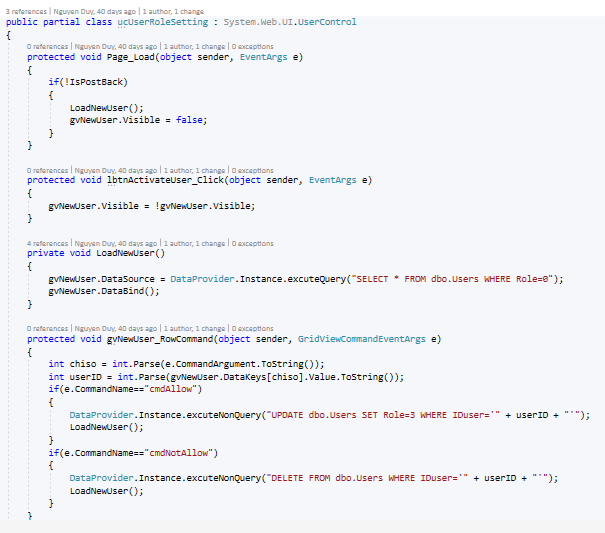 3 references | Nguyen Duy, 40 days ago | 1 author, 1 change
public partial class ucUserRoleSetting : System.Web.UI.UserControl
{
0 references | Nguyen Duy, 40 days ago | 1 author, 1 change | 0 exceptions
protected void Page_Load(object sender, EventArgs e)
{
if(!IsPostBack)
{
LoadNewUser();
gvNewUser.Visible = false;
}
}
0 references | Nguyen Duy, 40 days ago | 1 author, 1 change | 0 exceptions
protected void lbtnActivateUser_Click(object sender, EventArgs e)
{
gvNewUser.Visible = !gvNewUser.Visible;
}
4 references | Nguyen Duy, 40 days ago | 1 author, 1 change | 0 exceptions
private void LoadNewUser()
{
gvNewUser.DataSource = DataProvider.Instance.excuteQuery("SELECT * FROM dbo.Users WHERE Role=0");
gvNewUser.DataBind();
}
0 references | Nguyen Duy, 40 days ago | 1 author, 1 change | 0 exceptions
protected void gvNewUser_RowCommand(object sender, GridViewCommandEventArgs e)
{
int chiso = int.Parse(e.CommandArgument.ToString());
int userID = int.Parse(gvNewUser.DataKeys[chiso].Value.ToString());
if(e.CommandName=="cmdAllow")
{
DataProvider.Instance.excuteNonQuery("UPDATE dbo.Users SET Role=3 WHERE IDuser='" + userID + "'");
LoadNewUser();
}
if(e.CommandName=="cmdNotAllow")
{
DataProvider.Instance.excuteNonQuery("DELETE FROM dbo.Users WHERE IDuser='" + userID + "'");
LoadNewUser();
}
}